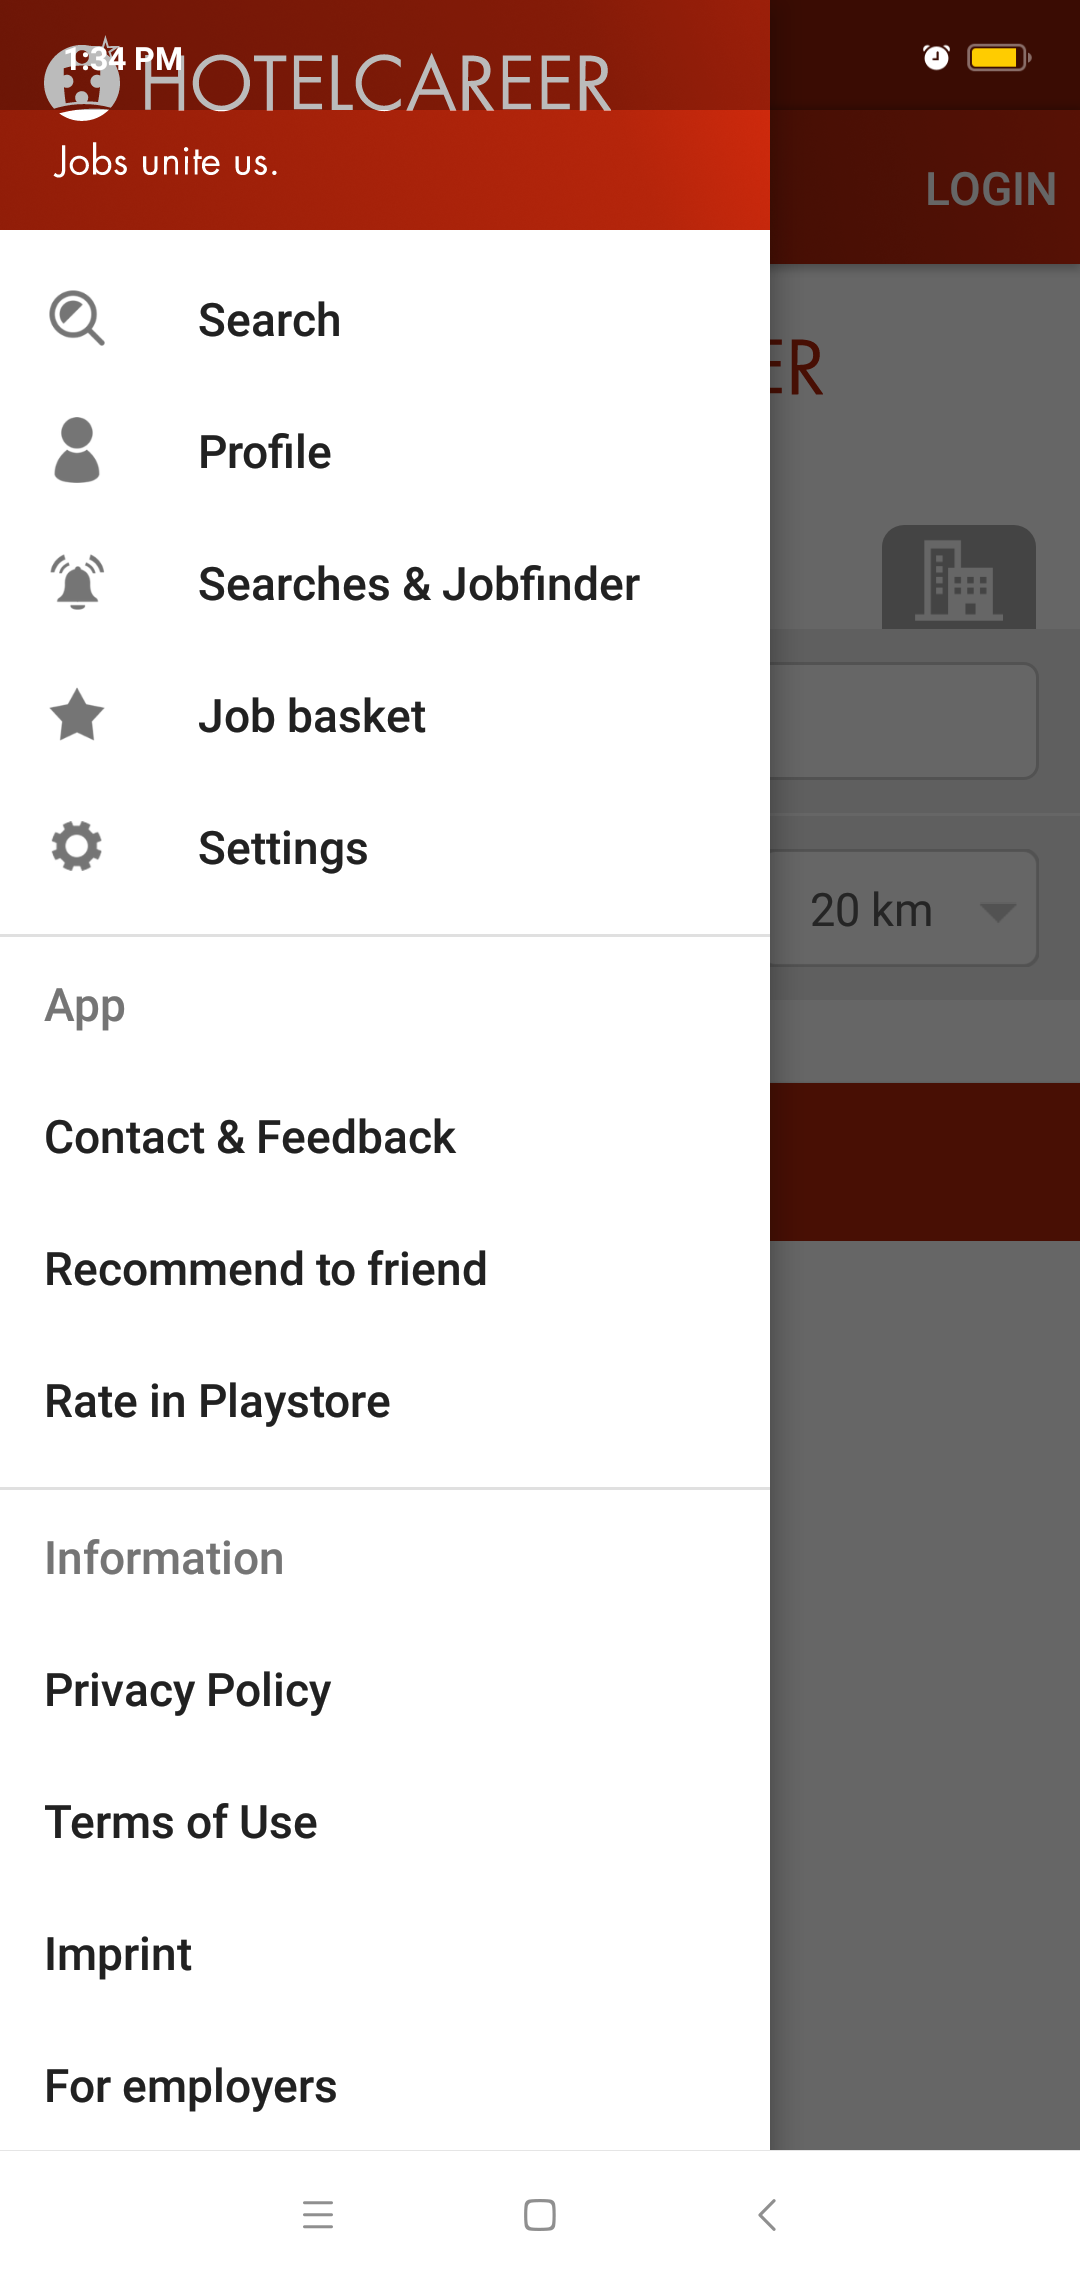 1:34 PM
HOTELCAREER
Jobs unite us.
LOGIN
ER
Search
Profile
Searches & Jobfinder
Job basket
Settings
20 km
App
Contact & Feedback
Recommend to friend
Rate in Playstore
Information
Privacy Policy
Terms of Use
Imprint
For employers